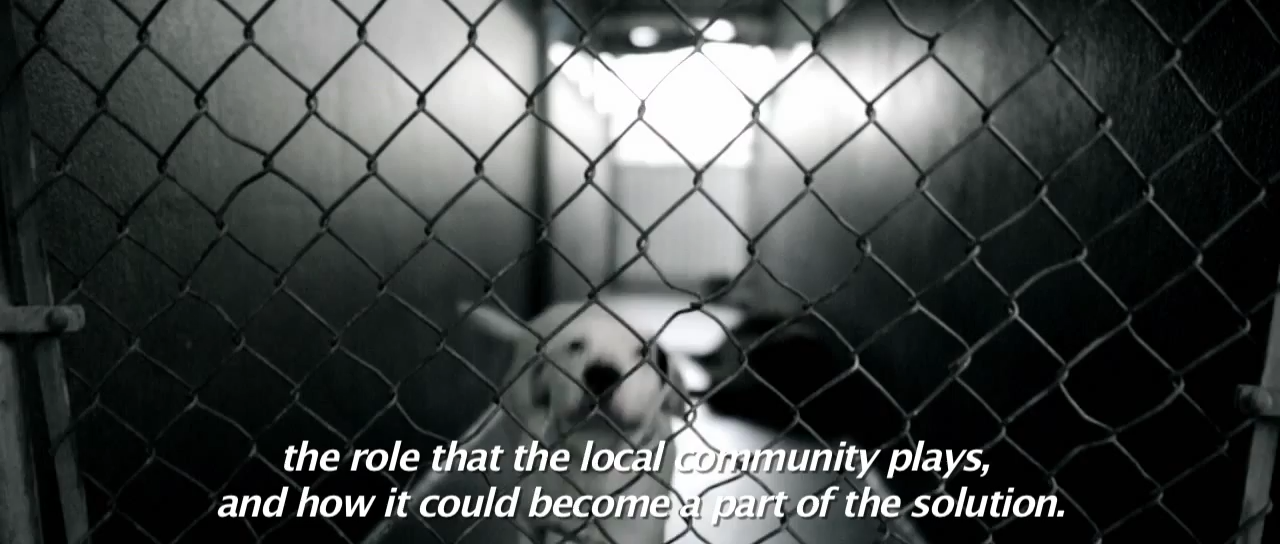 the role that the local community plays,
and how it could become a part of the solution.